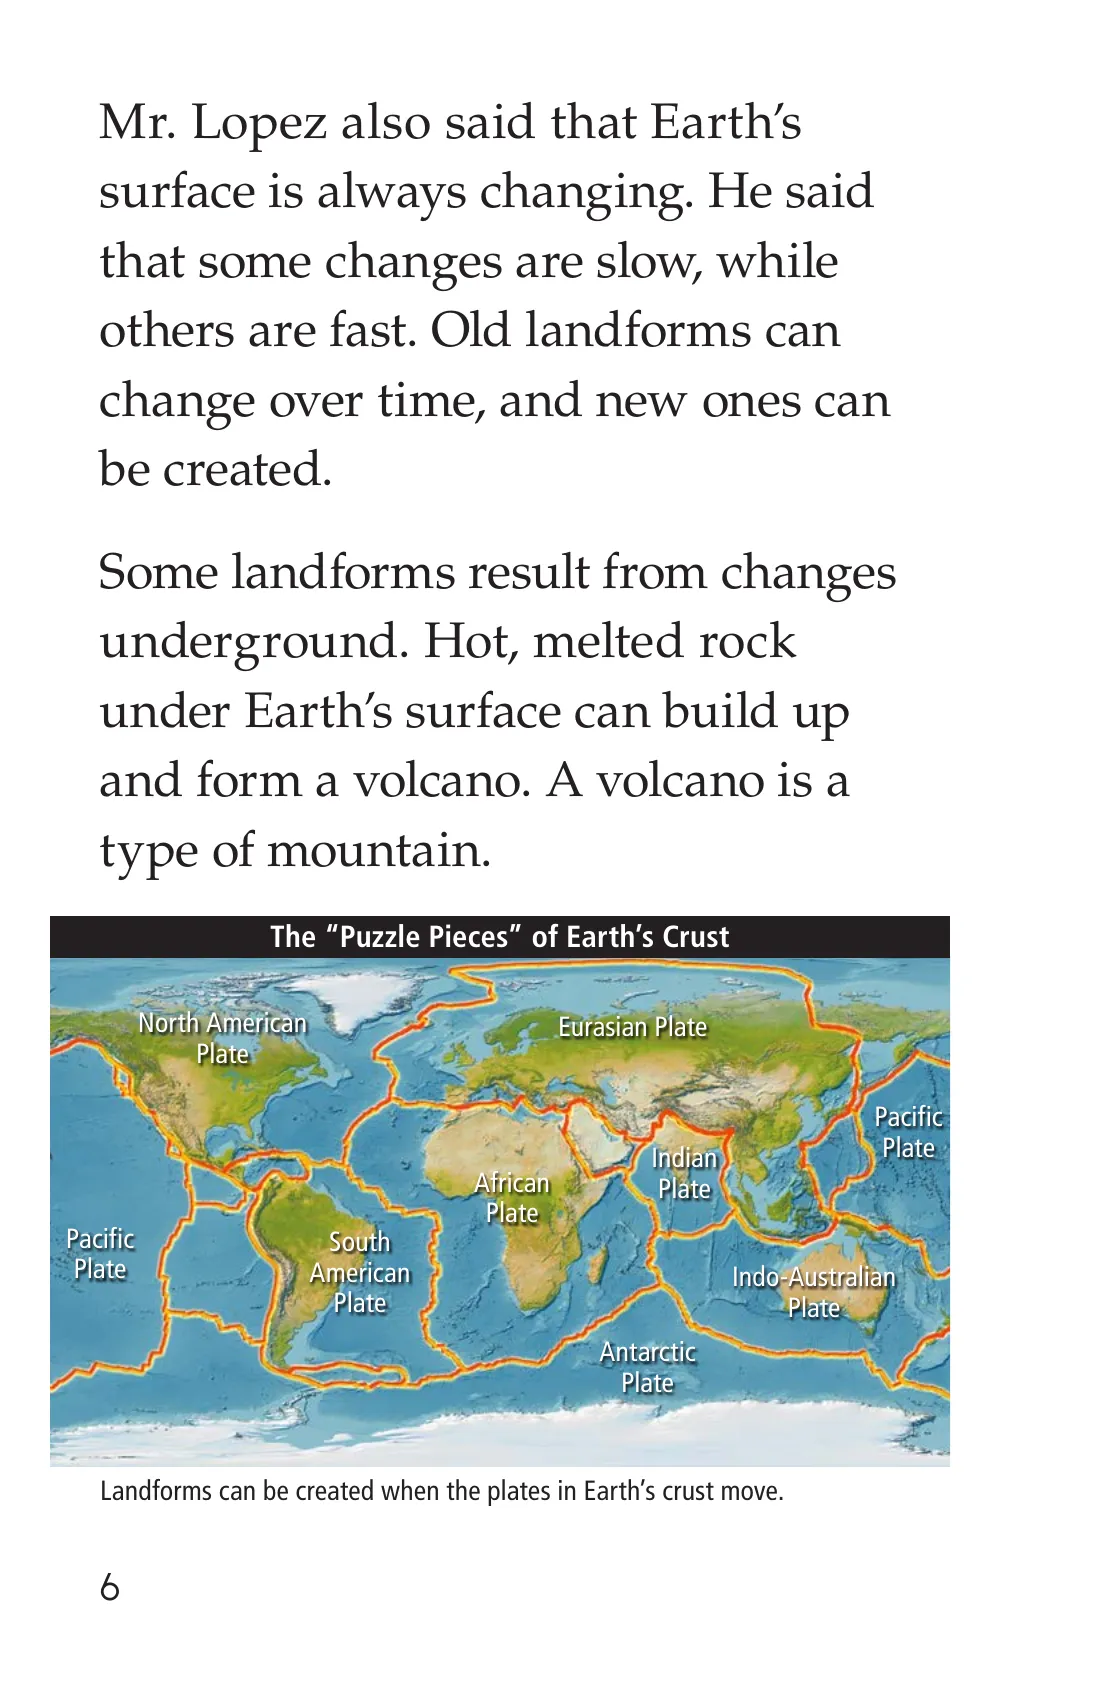 Mr. Lopez also said that Earth’s
surface is always changing. He said
that some changes are slow, while
others are fast. Old landforms can
change over time, and new ones can
be created.
Some landforms result from changes
underground. Hot, melted rock
under Earth’s surface can build up
and form a volcano. A volcano is a
type of mountain.
The “Puzzle Pieces” of Earth’s Crust
North American
Plate
Eurasian Plate
Pacific
Plate
Indian
Plate
African
Plate
Pacific
Plate
South
American
Plate
Indo-Australian
Plate
Antarctic
Plate
Landforms can be created when the plates in Earth’s crust move.
6